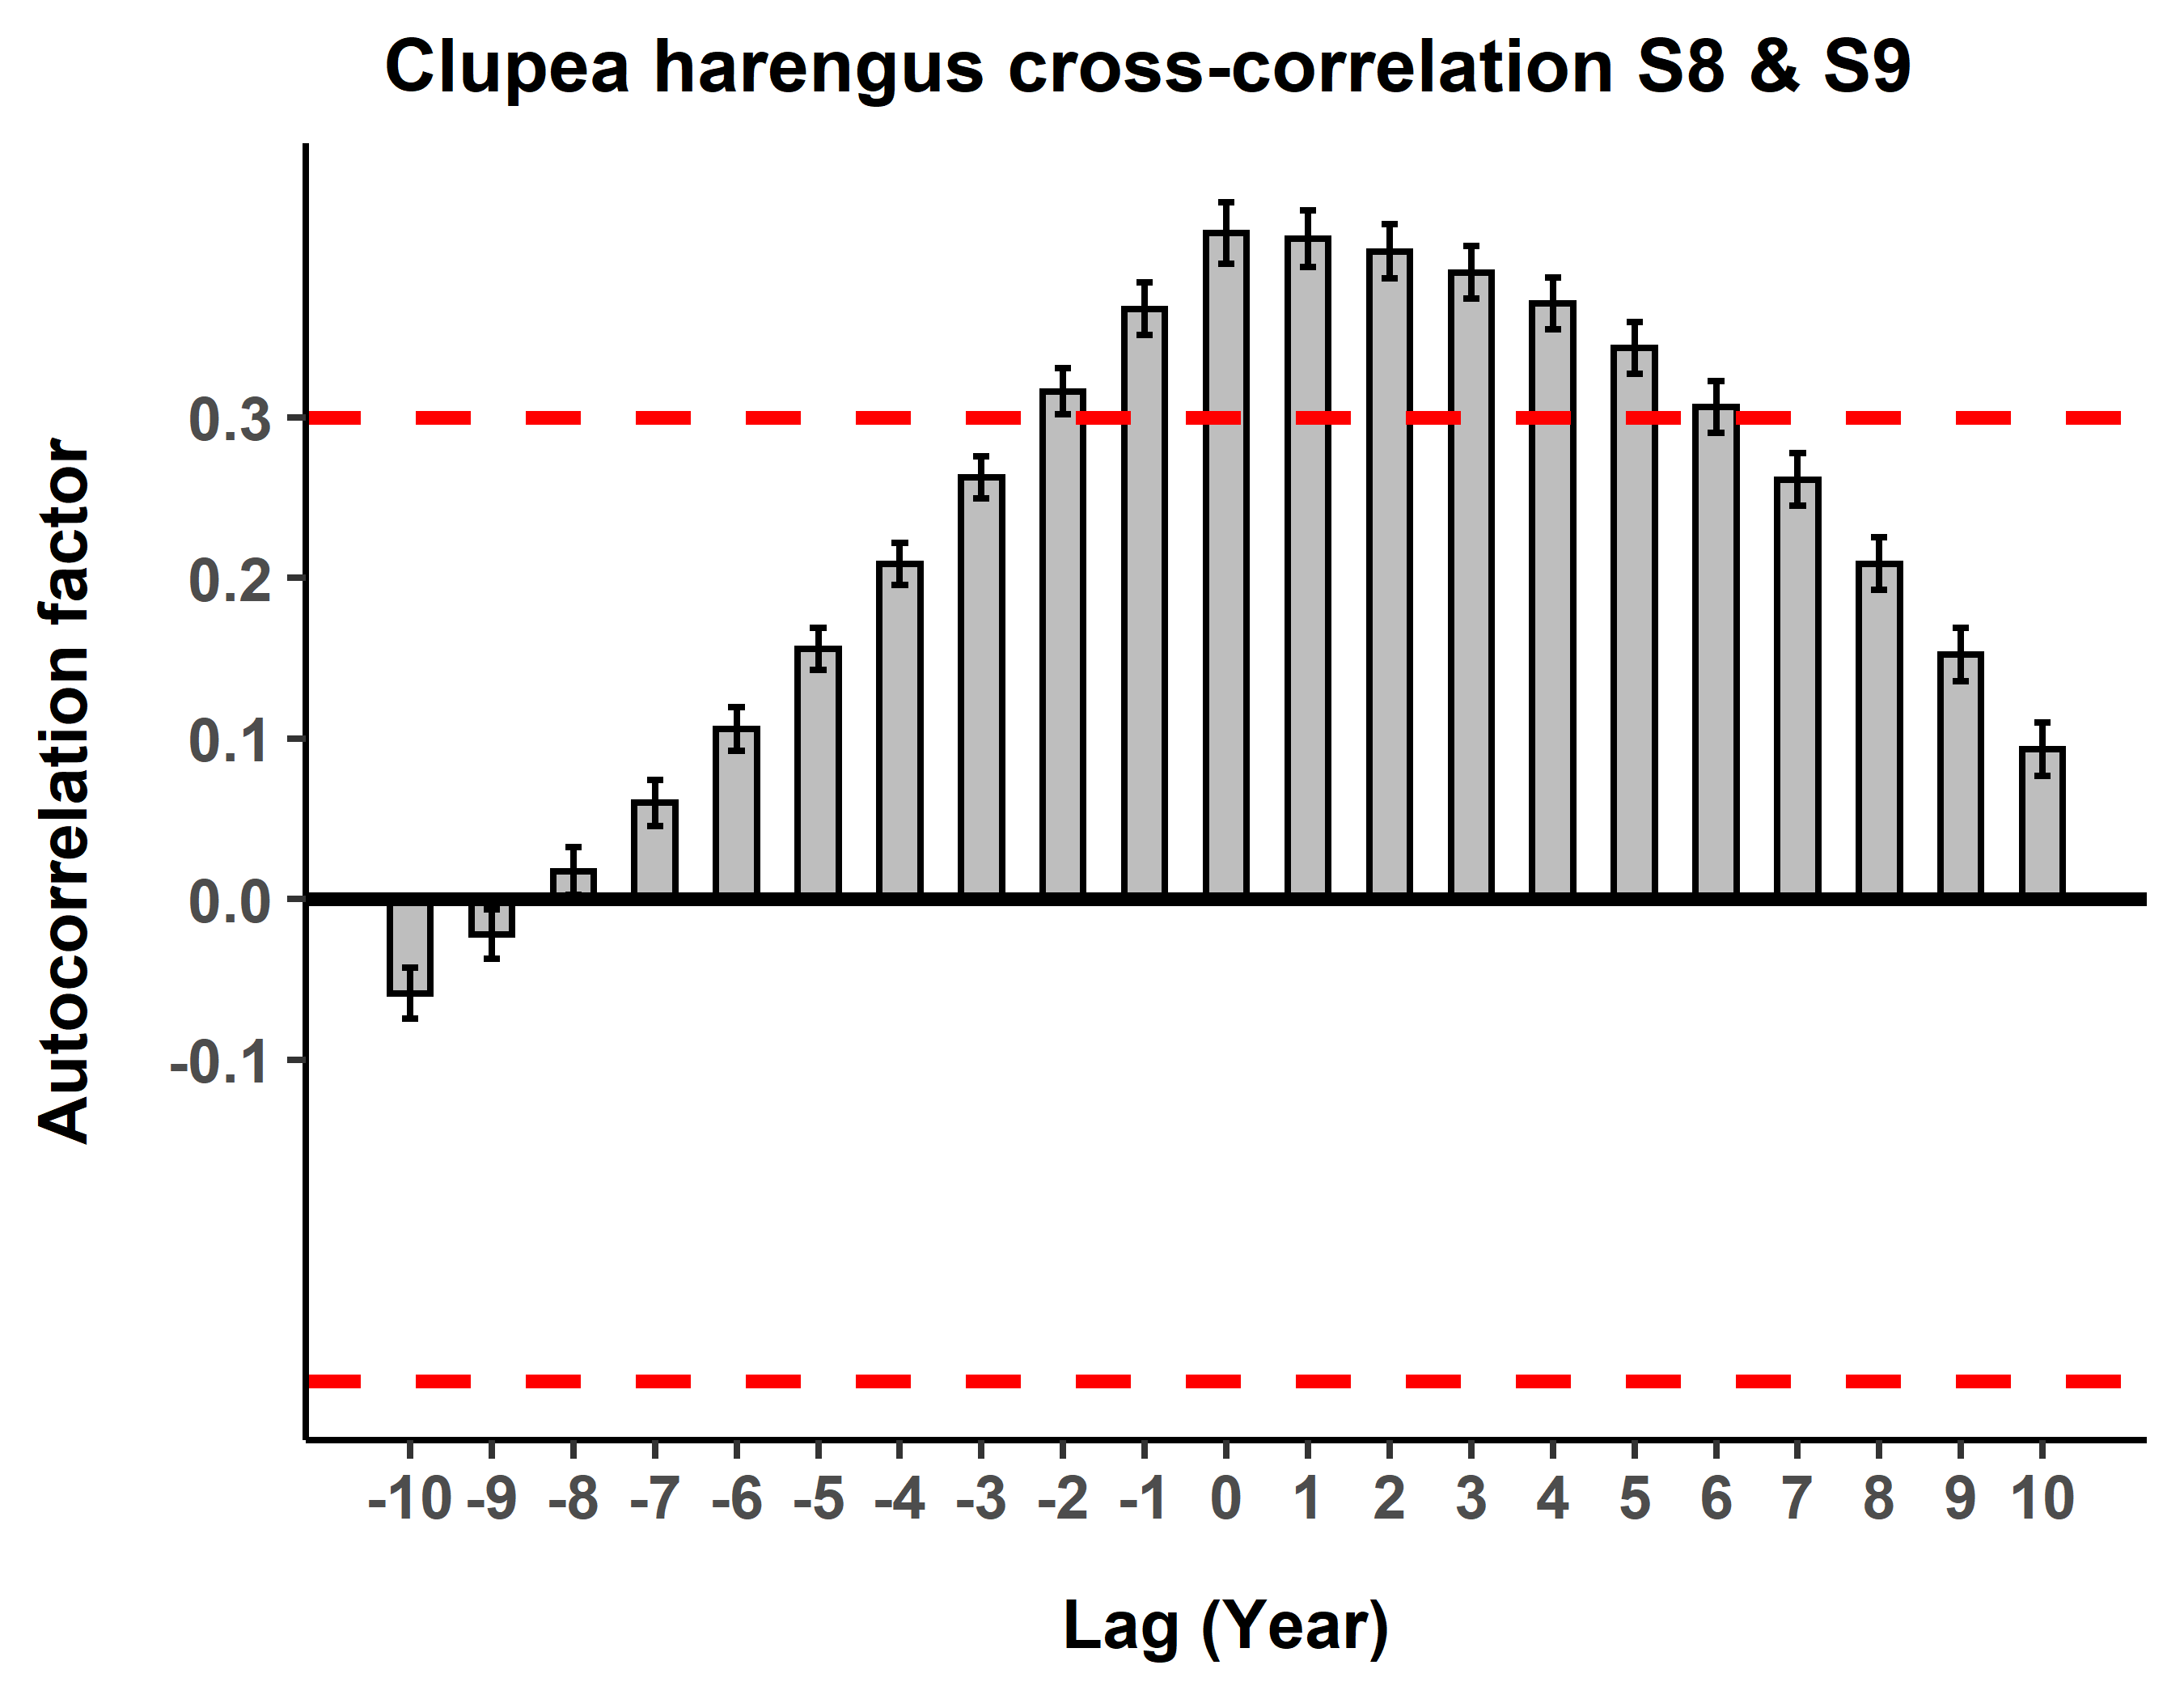 Clupea harengus cross-correlation S8 & S9
Autocorrelation factor
0.3
0.2
0.1
0.0
-0.1
-10 -9 -8 -7 -6 -5 -4 -3 -2 -1 0 1 2 3 4 5 6 7 8 9 10
Lag (Year)